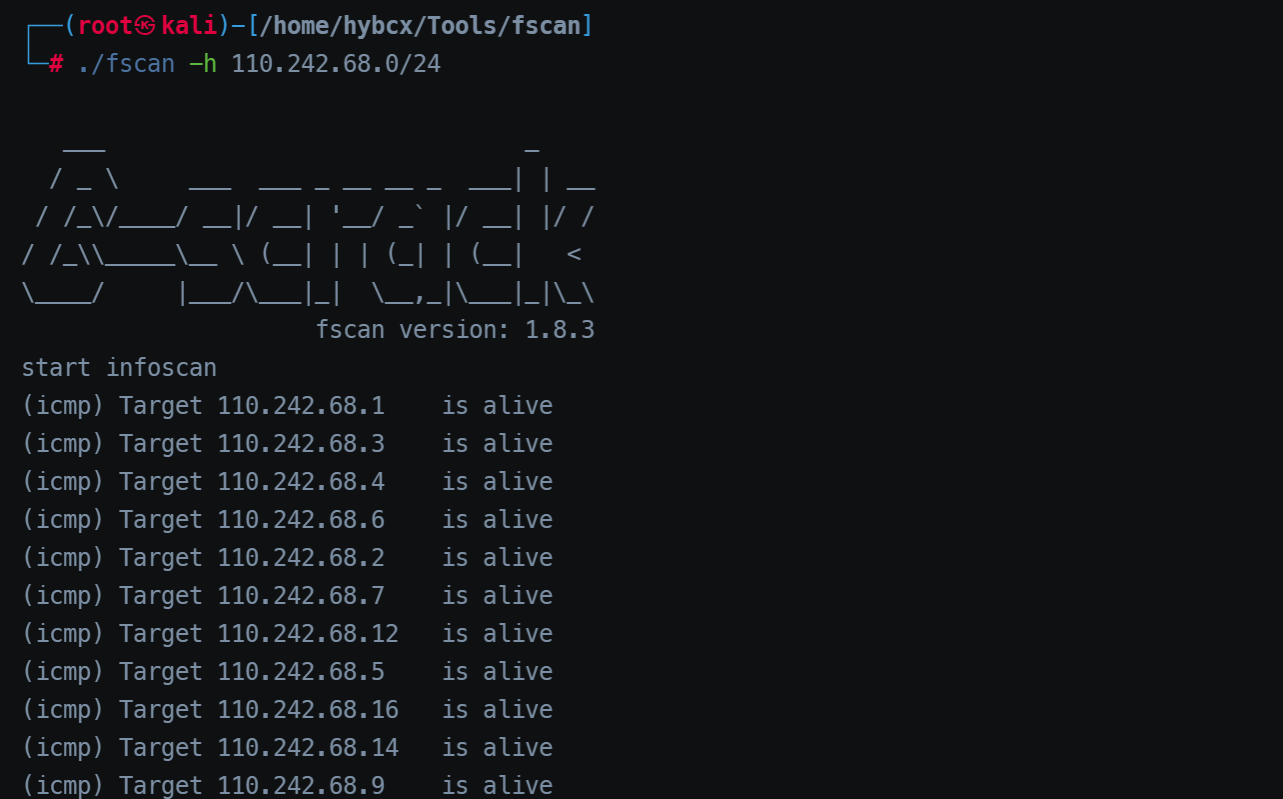 ┌──(root㉿kali)-[/home/hybcx/Tools/fscan]
└─# ./fscan -h 110.242.68.0/24
   ___                              _
  / _ \     ___  ___ _ __ __ _  ___| | __
 / /_\/____/ __|/ __| '__/ _` |/ __| |/ /
/ /_\\_____\__ \ (__| | | (_| | (__|   <
\____/     |___/\___|_|  \__,_|\___|_|\_\
                     fscan version: 1.8.3
start infoscan
(icmp) Target 110.242.68.1    is alive
(icmp) Target 110.242.68.3    is alive
(icmp) Target 110.242.68.4    is alive
(icmp) Target 110.242.68.6    is alive
(icmp) Target 110.242.68.2    is alive
(icmp) Target 110.242.68.7    is alive
(icmp) Target 110.242.68.12   is alive
(icmp) Target 110.242.68.5    is alive
(icmp) Target 110.242.68.16   is alive
(icmp) Target 110.242.68.14   is alive
(icmp) Target 110.242.68.9    is alive